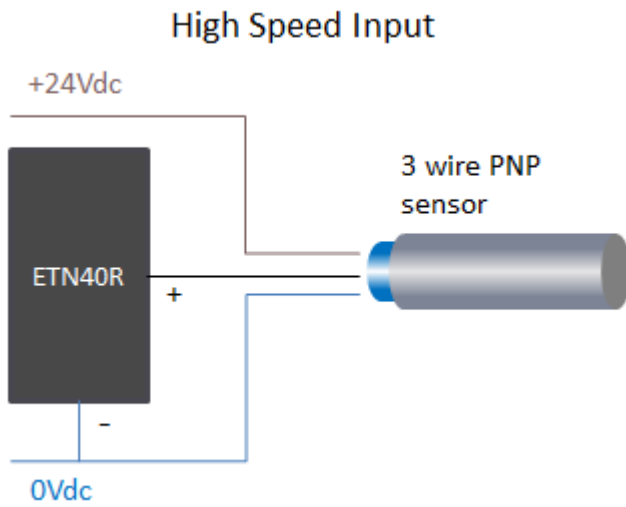 High Speed Input
+24Vdc
3 wire PNP
sensor
ETN40R
+
-
0Vdc